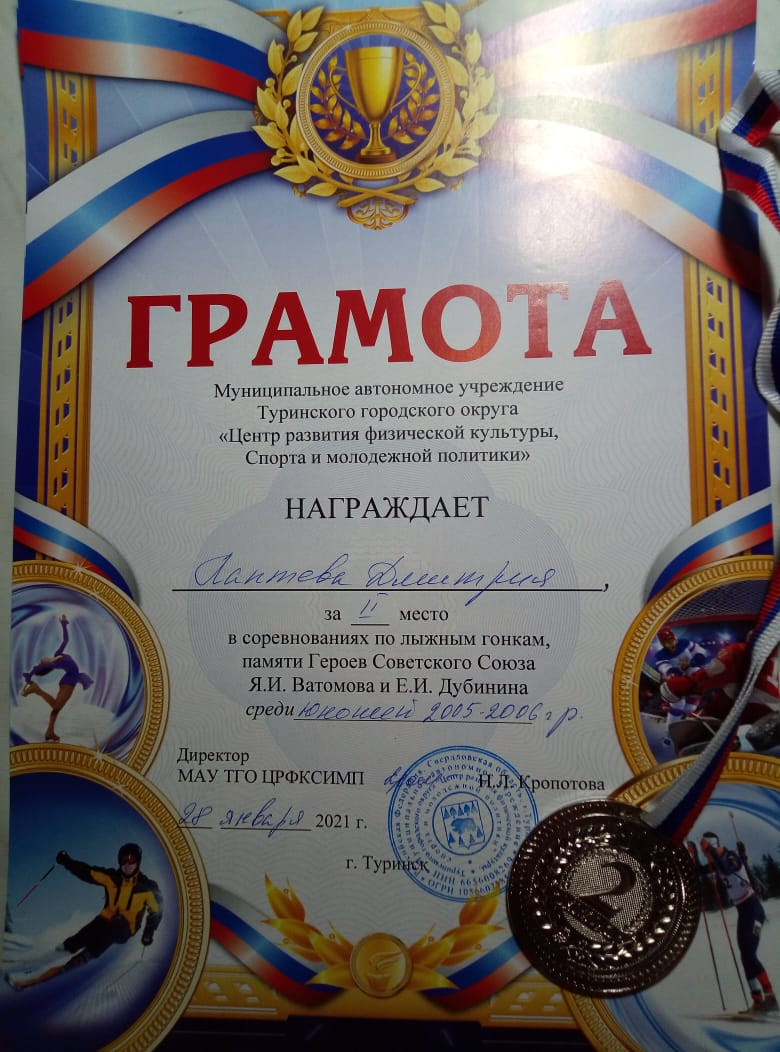 ГРАМОТА
Муниципальное автономное учреждение
Туринского городского округа
«Центр развития физической культуры,
Спорта и молодежной политики»
НАГРАЖДАЕТ
Лаптева Дмитрия,
за II место
в соревнованиях по лыжным гонкам,
памяти Героев Советского Союза
Я.И. Ватомова и Е.И. Дубинина
среди юношей 2005-2006 г.р.
Директор
МАУ ТГО ЦРФКСИМП Н.Л. Кропотова
28 января 2021 г.
г. Туринск
2